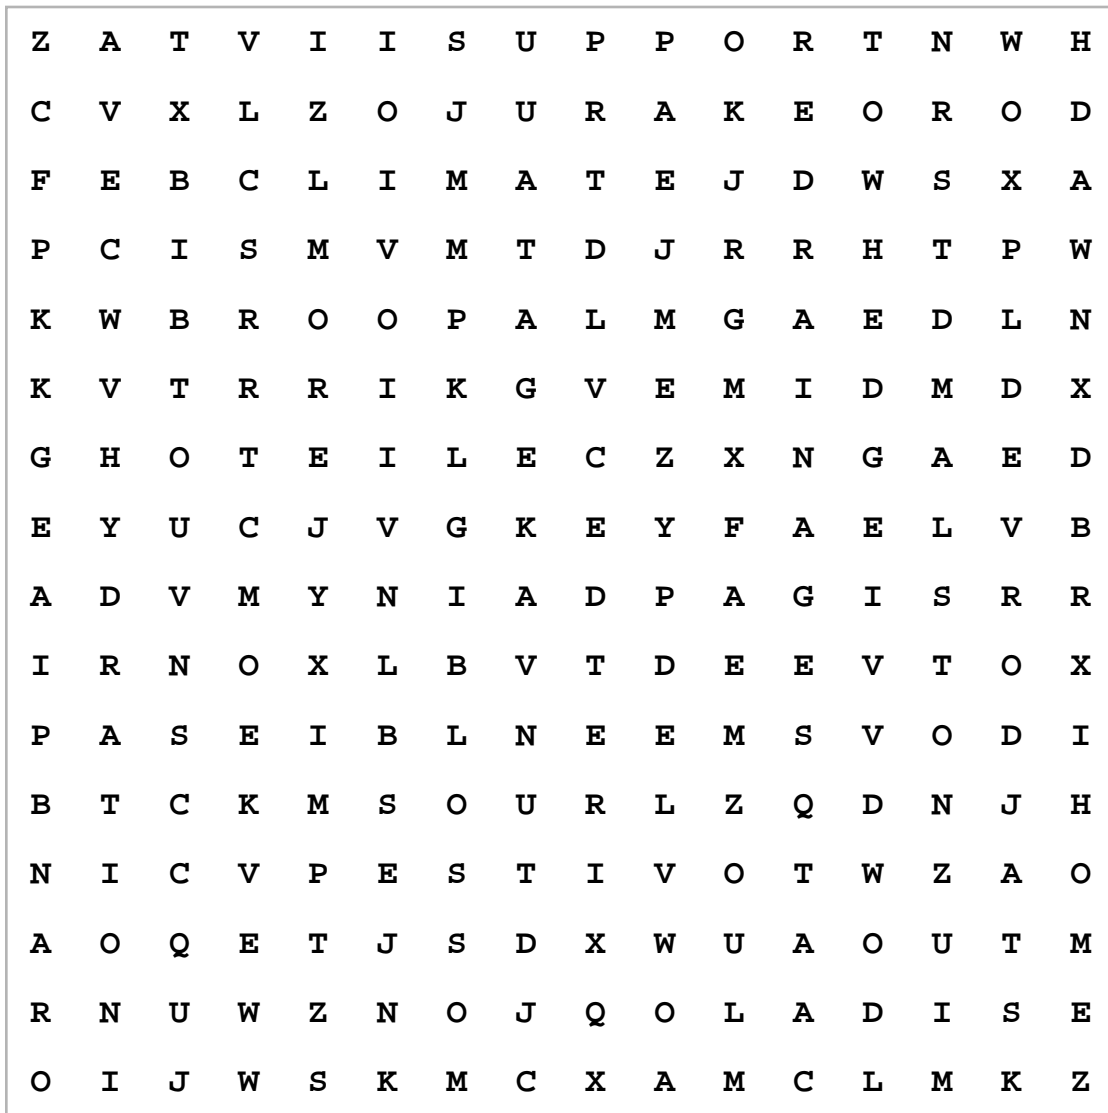 Z A T V I I S U P P O R T N W H
C V X L Z O J U R A K E O R O D
F E B C L I M A T E J D W S X A
P C I S M V M T D J R R H T P W
K W B R O O P A L M G A E D L N
K V T R R I K G V E M I D M D X
G H O T E I L E C Z X N G A E D
E Y U C J V G K E Y F A E L V B
A D V M Y N I A D P A G I S R R
I R N O X L B V T D E E V T O X
P A S E I B L N E E M S V O D I
B T C K M S O U R L Z Q D N J H
N I C V P E S T I V O T W Z A O
A O Q E T J S D X W U A O U T M
R N U W Z N O J Q O L A D I S E
O I J W S K M C X A M C L M K Z